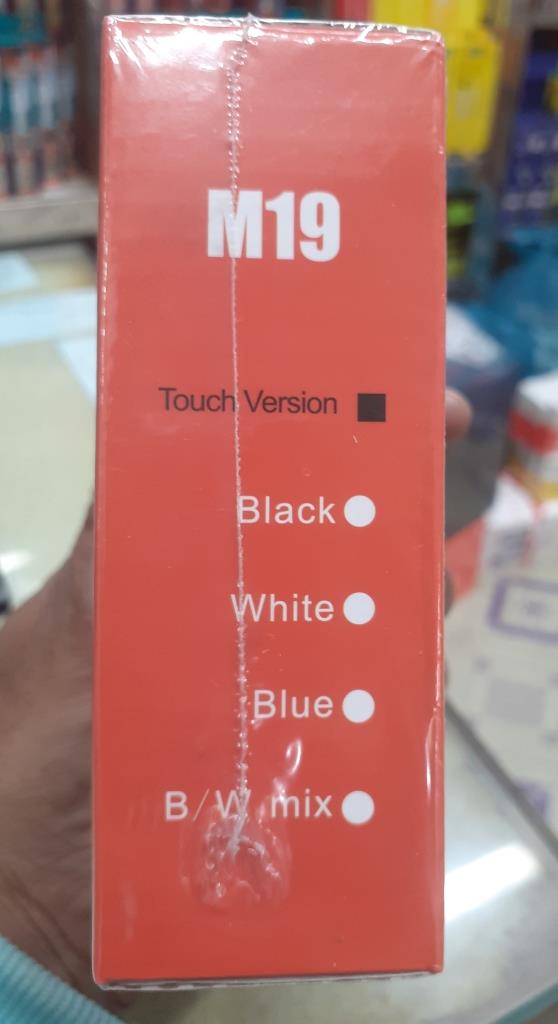 M19
Touch Version
Black
White
Blue
B/W mix